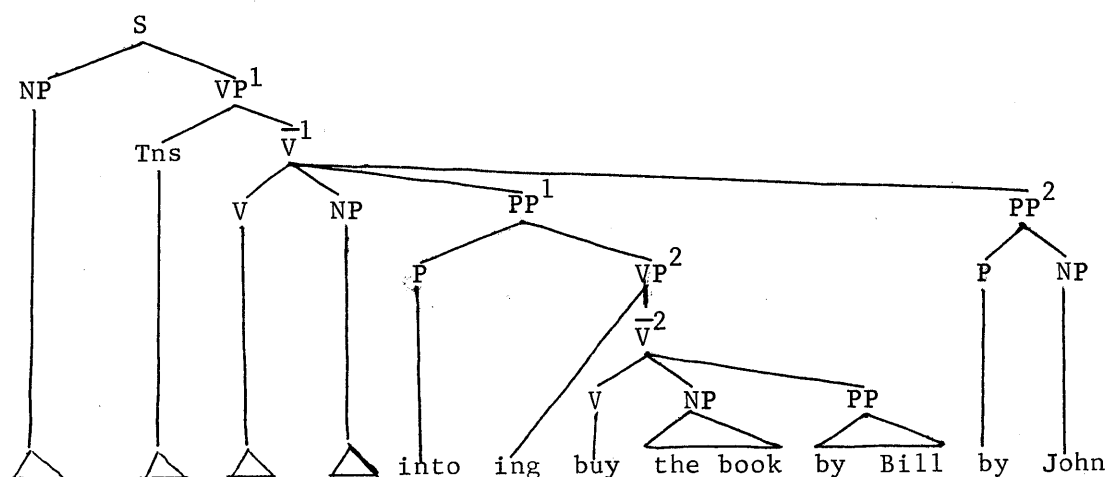 S
NP VP¹
Tns V̅¹
V NP PP¹ PP²
P VP² P NP
V̅²
V NP PP
into ing buy the book by Bill by John